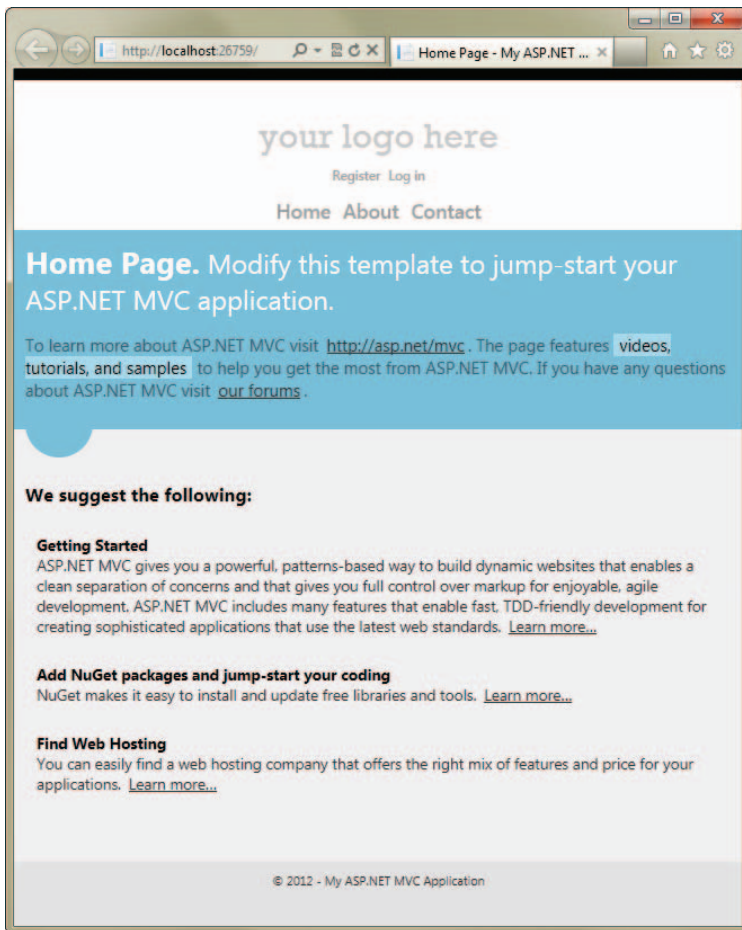 http://localhost:26759/
Home Page - My ASP.NET ...
your logo here
Register Log in
Home About Contact
Home Page. Modify this template to jump-start your
ASP.NET MVC application.
To learn more about ASP.NET MVC visit http://asp.net/mvc . The page features videos,
tutorials, and samples to help you get the most from ASP.NET MVC. If you have any questions
about ASP.NET MVC visit our forums .
We suggest the following:
Getting Started
ASP.NET MVC gives you a powerful, patterns-based way to build dynamic websites that enables a
clean separation of concerns and that gives you full control over markup for enjoyable, agile
development. ASP.NET MVC includes many features that enable fast, TDD-friendly development for
creating sophisticated applications that use the latest web standards. Learn more...
Add NuGet packages and jump-start your coding
NuGet makes it easy to install and update free libraries and tools. Learn more...
Find Web Hosting
You can easily find a web hosting company that offers the right mix of features and price for your
applications. Learn more...
© 2012 - My ASP.NET MVC Application